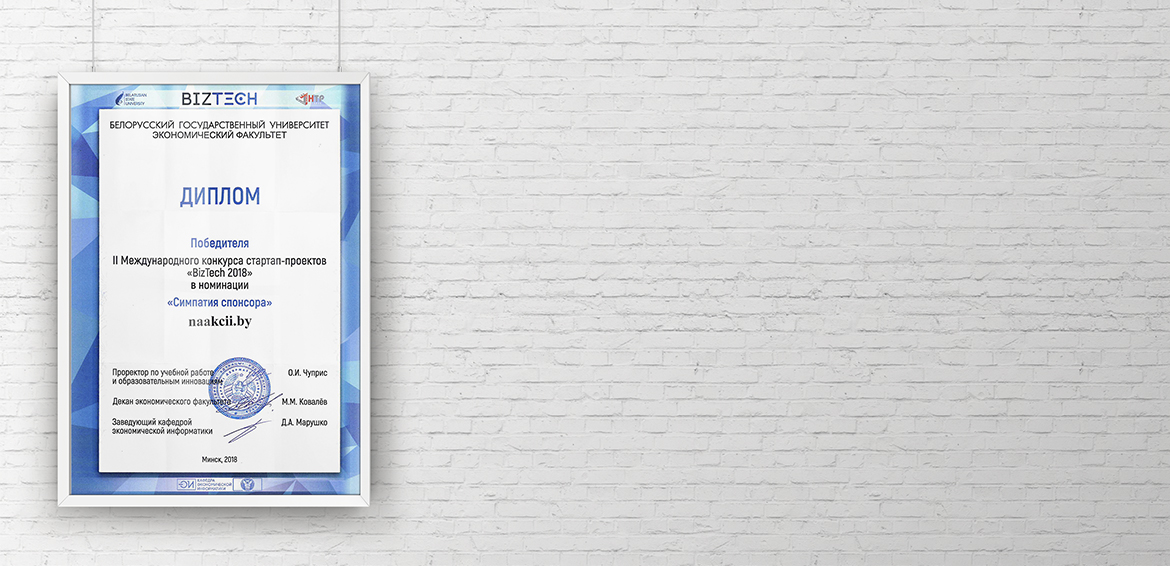 BELARUSIAN
STATE
UNIVERSITY
BIZTECH
НТР
БЕЛОРУССКИЙ ГОСУДАРСТВЕННЫЙ УНИВЕРСИТЕТ
ЭКОНОМИЧЕСКИЙ ФАКУЛЬТЕТ
ДИПЛОМ
Победителя
II Международного конкурса стартап-проектов
«BizTech 2018»
в номинации
«Симпатия спонсора»
naakcii.by
Проректор по учебной работе
и образовательным инновациям
О.И. Чуприс
Декан экономического факультета
М.М. Ковалёв
Заведующий кафедрой
экономической информатики
Д.А. Марушко
Минск, 2018
ЭИ
КАФЕДРА
ЭКОНОМИЧЕСКОЙ
ИНФОРМАТИКИ